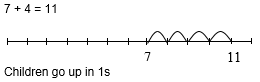 7 + 4 = 11
7 11
Children go up in 1s